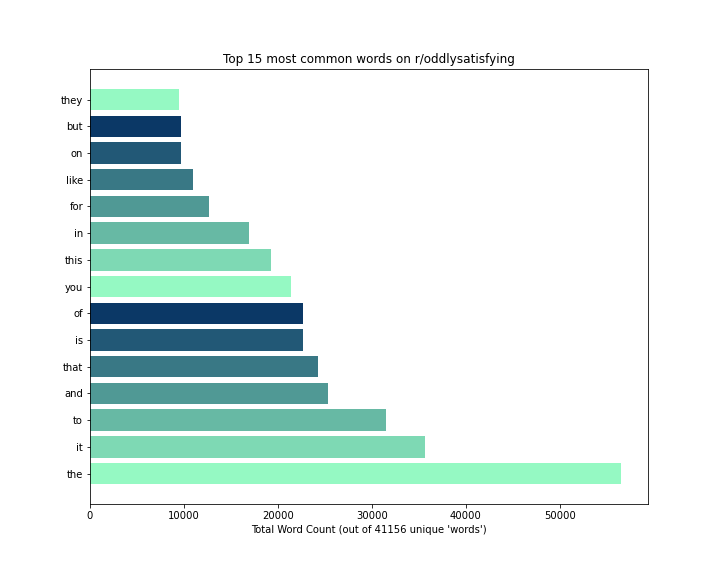 Top 15 most common words on r/oddlysatisfying
they
but
on
like
for
in
this
you
of
is
that
and
to
it
the
0 10000 20000 30000 40000 50000
Total Word Count (out of 41156 unique 'words')